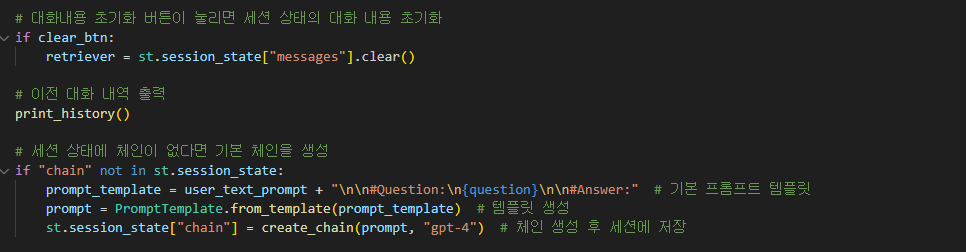 # 대화내용 초기화 버튼이 눌리면 세션 상태의 대화 내용 초기화
if clear_btn:
    retriever = st.session_state["messages"].clear()
# 이전 대화 내역 출력
print_history()
# 세션 상태에 체인이 없다면 기본 체인을 생성
if "chain" not in st.session_state:
    prompt_template = user_text_prompt + "\n\n#Question:\n{question}\n\n#Answer:"  # 기본 프롬프트 템플릿
    prompt = PromptTemplate.from_template(prompt_template)  # 템플릿 생성
    st.session_state["chain"] = create_chain(prompt, "gpt-4")  # 체인 생성 후 세션에 저장